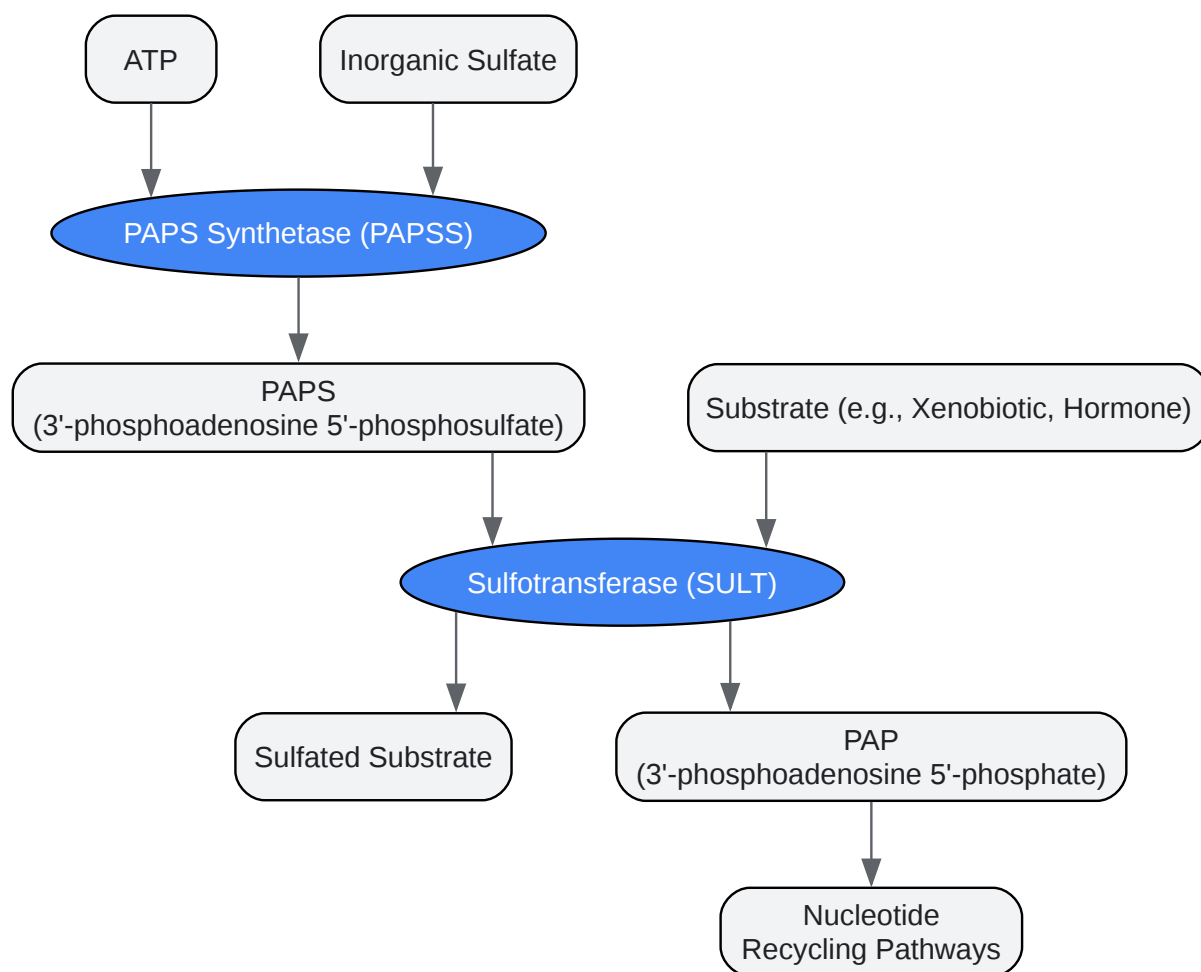 ATP
Inorganic Sulfate
PAPS Synthetase (PAPSS)
PAPS
(3'-phosphoadenosine 5'-phosphosulfate)
Substrate (e.g., Xenobiotic, Hormone)
Sulfotransferase (SULT)
Sulfated Substrate
PAP
(3'-phosphoadenosine 5'-phosphate)
Nucleotide
Recycling Pathways